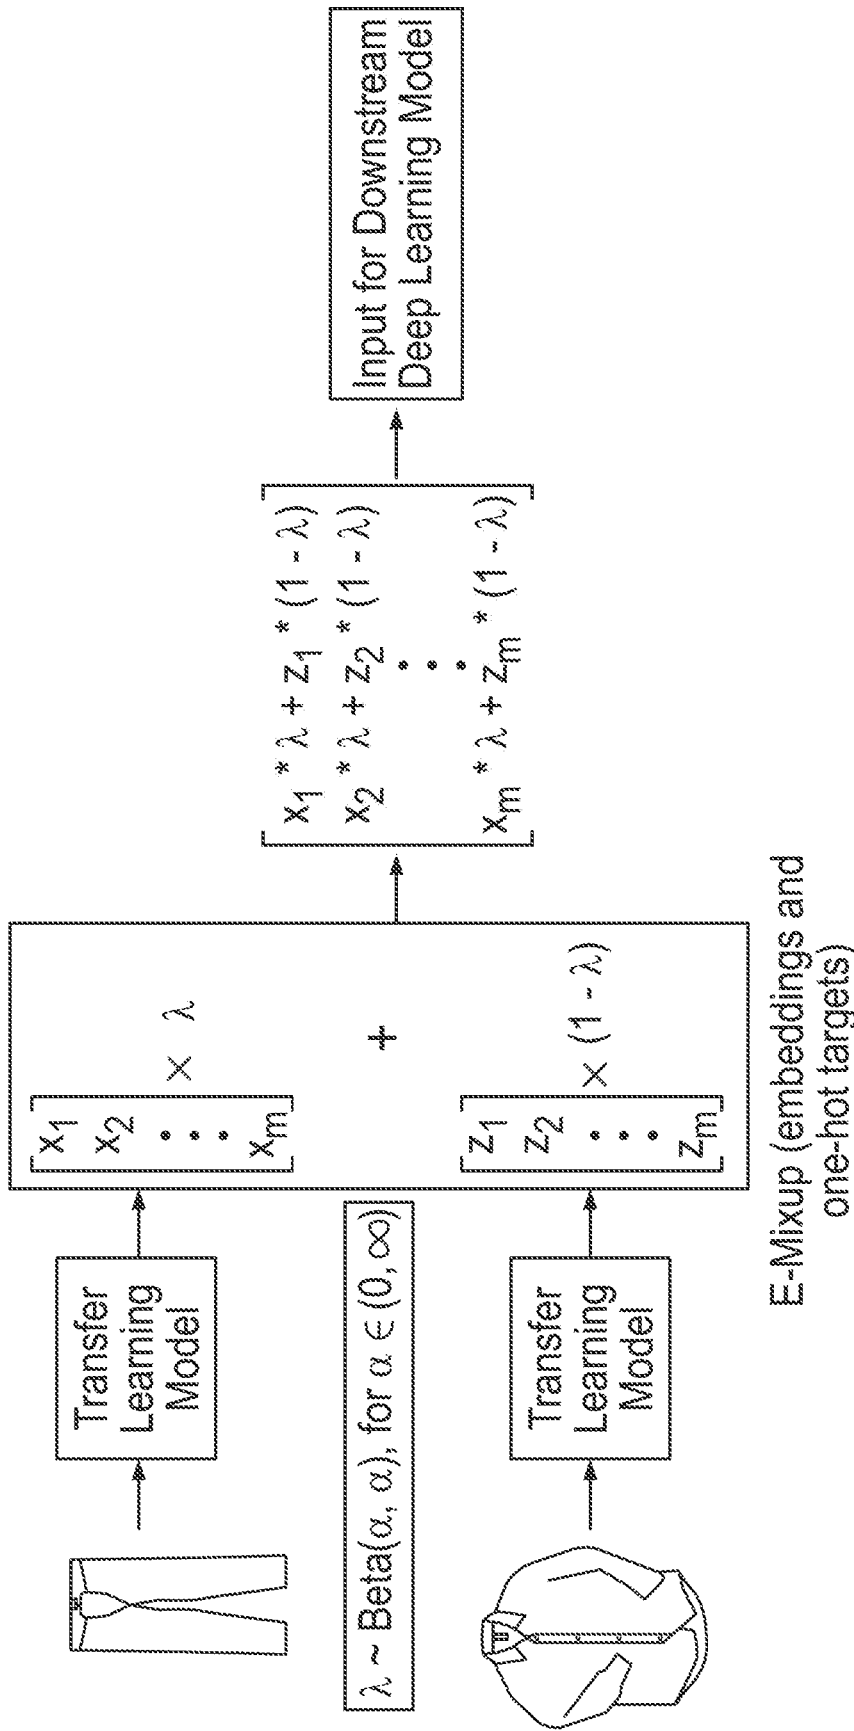 Transfer
Learning
Model
λ ~ Beta(α, α), for α ∈ (0, ∞)
Transfer
Learning
Model
x₁
x₂
• • •
xₘ
× λ
+
z₁
z₂
• • •
zₘ
× (1 - λ)
E-Mixup (embeddings and
one-hot targets)
x₁ * λ + z₁ * (1 - λ)
x₂ * λ + z₂ * (1 - λ)
• • •
xₘ * λ + zₘ * (1 - λ)
Input for Downstream
Deep Learning Model